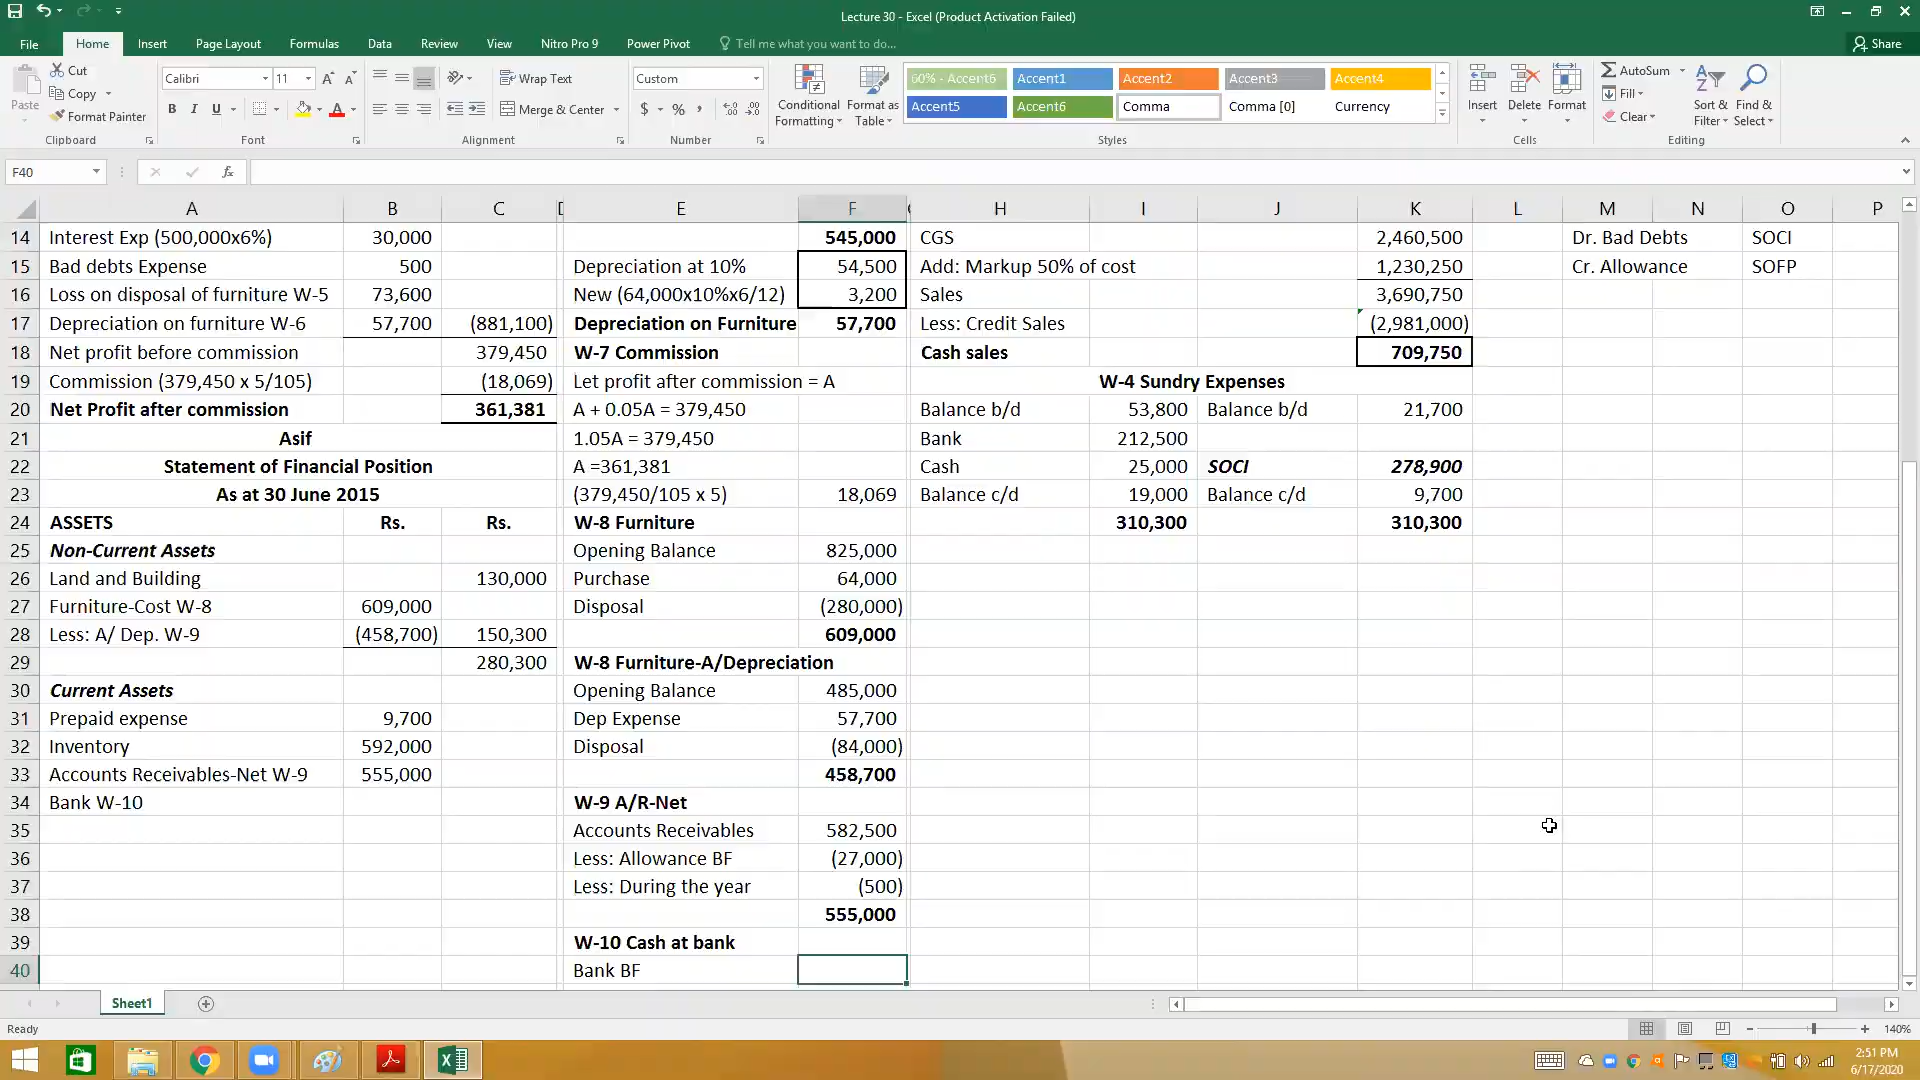 Lecture 30 - Excel (Product Activation Failed)
File Home Insert Page Layout Formulas Data Review View Nitro Pro 9 Power Pivot Tell me what you want to do... Share
Paste Cut Copy Format Painter
Calibri 11 Wrap Text Merge & Center Custom
B I U $ %
Conditional Formatting Format as Table
60% - Accent6 Accent1 Accent2 Accent3 Accent4
Accent5 Accent6 Comma Comma [0] Currency
Insert Delete Format AutoSum Fill Clear Sort & Filter Find & Select
Clipboard Font Alignment Number Styles Cells Editing
F40 fx
A B C E F H I J K L M N O P
14 Interest Exp (500,000x6%) 30,000 545,000 CGS 2,460,500 Dr. Bad Debts SOCI
15 Bad debts Expense 500 Depreciation at 10% 54,500 Add: Markup 50% of cost 1,230,250 Cr. Allowance SOFP
16 Loss on disposal of furniture W-5 73,600 New (64,000x10%x6/12) 3,200 Sales 3,690,750
17 Depreciation on furniture W-6 57,700 (881,100) Depreciation on Furniture 57,700 Less: Credit Sales (2,981,000)
18 Net profit before commission 379,450 W-7 Commission Cash sales 709,750
19 Commission (379,450 x 5/105) (18,069) Let profit after commission = A W-4 Sundry Expenses
20 Net Profit after commission 361,381 A + 0.05A = 379,450 Balance b/d 53,800 Balance b/d 21,700
21 Asif 1.05A = 379,450 Bank 212,500
22 Statement of Financial Position A =361,381 Cash 25,000 SOCI 278,900
23 As at 30 June 2015 (379,450/105 x 5) 18,069 Balance c/d 19,000 Balance c/d 9,700
24 ASSETS Rs. Rs. W-8 Furniture 310,300 310,300
25 Non-Current Assets Opening Balance 825,000
26 Land and Building 130,000 Purchase 64,000
27 Furniture-Cost W-8 609,000 Disposal (280,000)
28 Less: A/ Dep. W-9 (458,700) 150,300 609,000
29 280,300 W-8 Furniture-A/Depreciation
30 Current Assets Opening Balance 485,000
31 Prepaid expense 9,700 Dep Expense 57,700
32 Inventory 592,000 Disposal (84,000)
33 Accounts Receivables-Net W-9 555,000 458,700
34 Bank W-10 W-9 A/R-Net
35 Accounts Receivables 582,500
36 Less: Allowance BF (27,000)
37 Less: During the year (500)
38 555,000
39 W-10 Cash at bank
40 Bank BF
Sheet1
Ready 140%
2:51 PM
6/17/2020